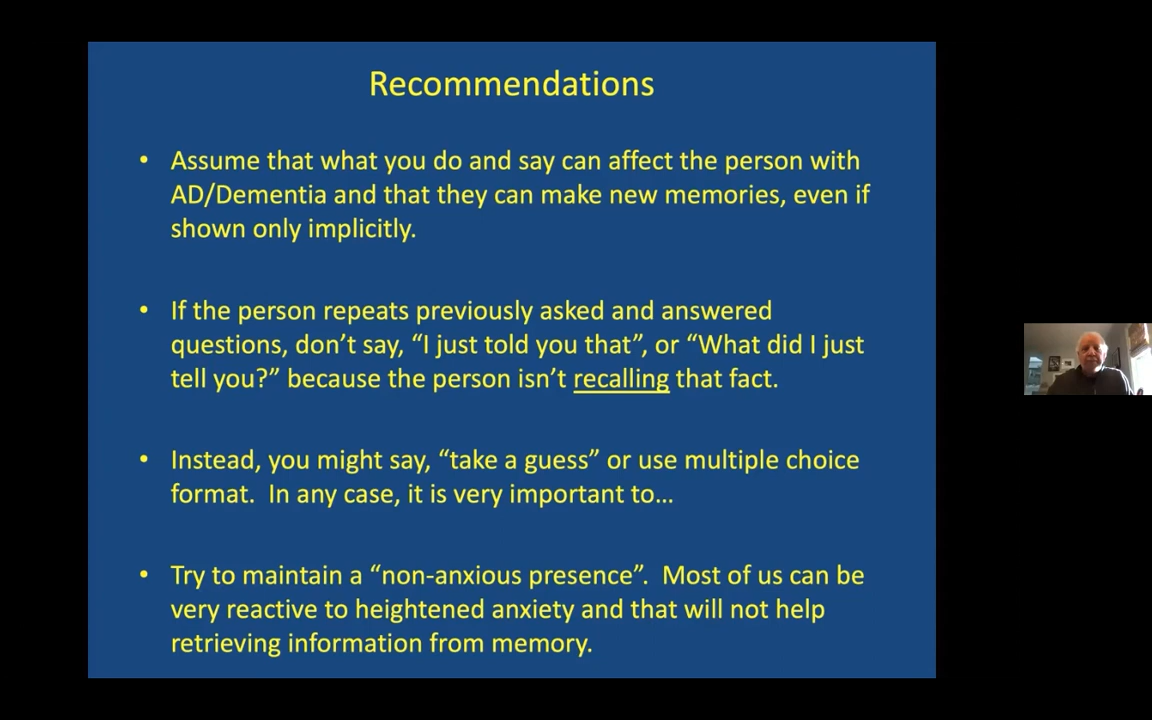 Recommendations
• Assume that what you do and say can affect the person with
AD/Dementia and that they can make new memories, even if
shown only implicitly.
• If the person repeats previously asked and answered
questions, don’t say, “I just told you that”, or “What did I just
tell you?” because the person isn’t recalling that fact.
• Instead, you might say, “take a guess” or use multiple choice
format.  In any case, it is very important to…
• Try to maintain a “non-anxious presence”.  Most of us can be
very reactive to heightened anxiety and that will not help
retrieving information from memory.